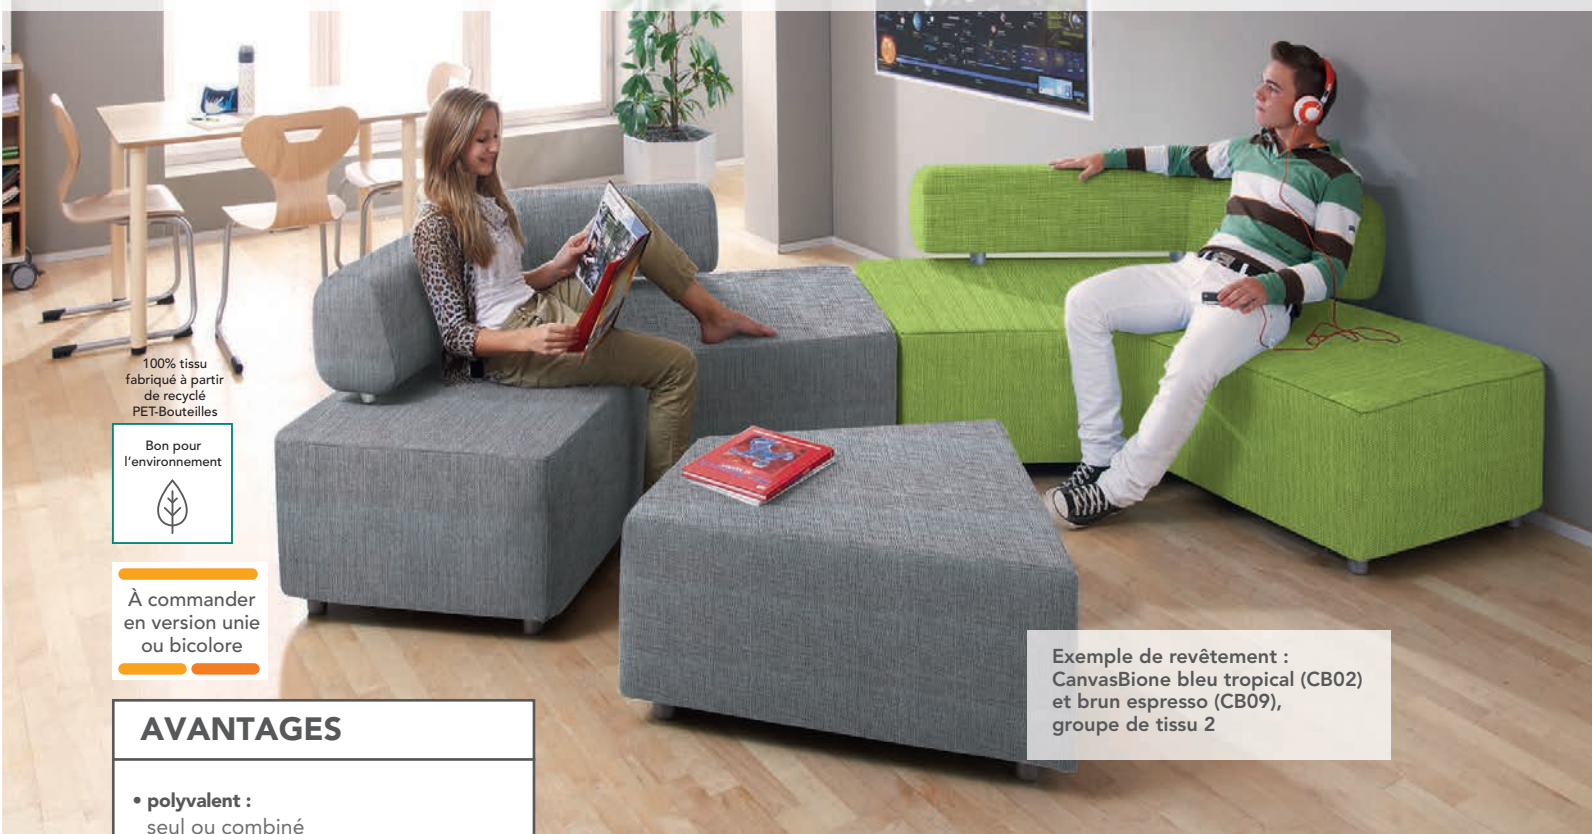 100% tissu
fabriqué à partir
de recyclé
PET-Bouteilles
Bon pour
l'environnement
À commander
en version unie
ou bicolore
Exemple de revêtement :
CanvasBione bleu tropical (CB02)
et brun espresso (CB09),
groupe de tissu 2
AVANTAGES
• polyvalent :
seul ou combiné